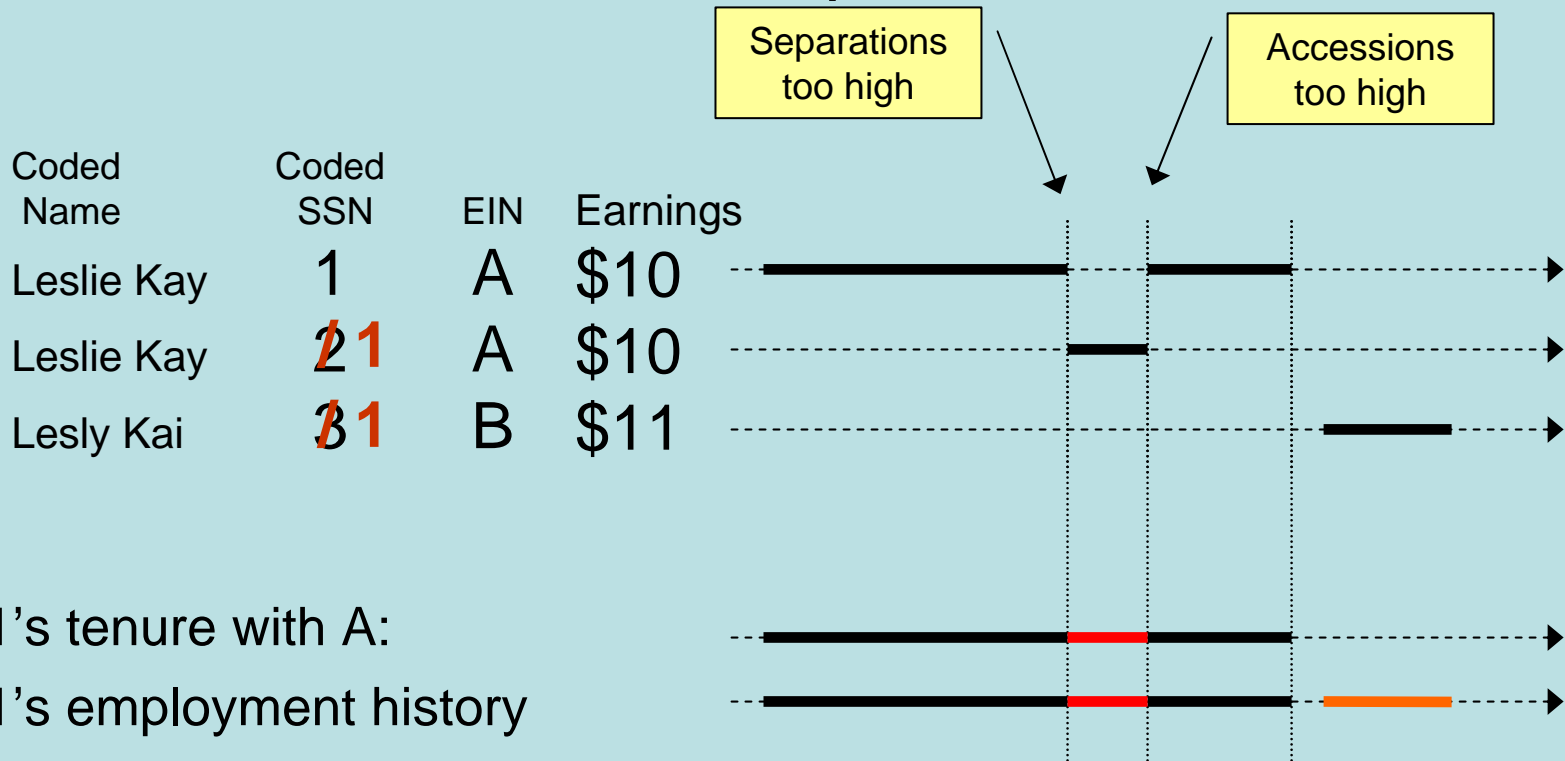 Separations
too high
Accessions
too high
Coded
Name
Coded
SSN
EIN
Earnings
Leslie Kay 1 A $10
Leslie Kay 2 1 A $10
Lesly Kai 3 1 B $11
1's tenure with A:
1's employment history